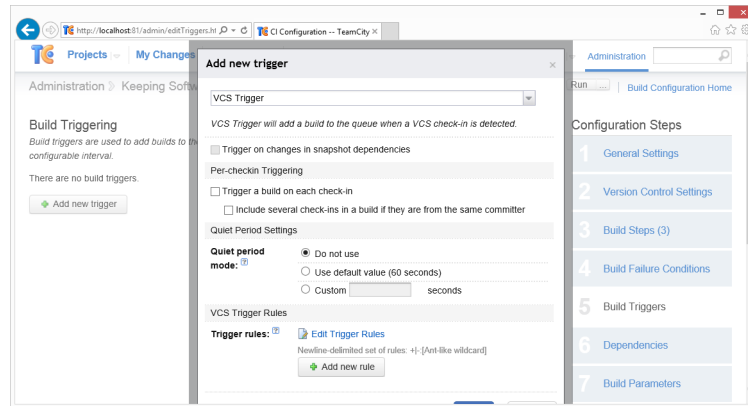 http://localhost:81/admin/editTriggers.ht
CI Configuration -- TeamCity
Projects
My Changes
Administration
Administration
Keeping Softw
Run ...
Build Configuration Home
Add new trigger
VCS Trigger
VCS Trigger will add a build to the queue when a VCS check-in is detected.
Trigger on changes in snapshot dependencies
Per-checkin Triggering
Trigger a build on each check-in
Include several check-ins in a build if they are from the same committer
Quiet Period Settings
Quiet period mode:
Do not use
Use default value (60 seconds)
Custom seconds
VCS Trigger Rules
Trigger rules:
Edit Trigger Rules
Newline-delimited set of rules: +|-:[Ant-like wildcard]
Add new rule
Build Triggering
Build triggers are used to add builds to th
configurable interval.
There are no build triggers.
Add new trigger
Configuration Steps
1 General Settings
2 Version Control Settings
3 Build Steps (3)
4 Build Failure Conditions
5 Build Triggers
6 Dependencies
7 Build Parameters